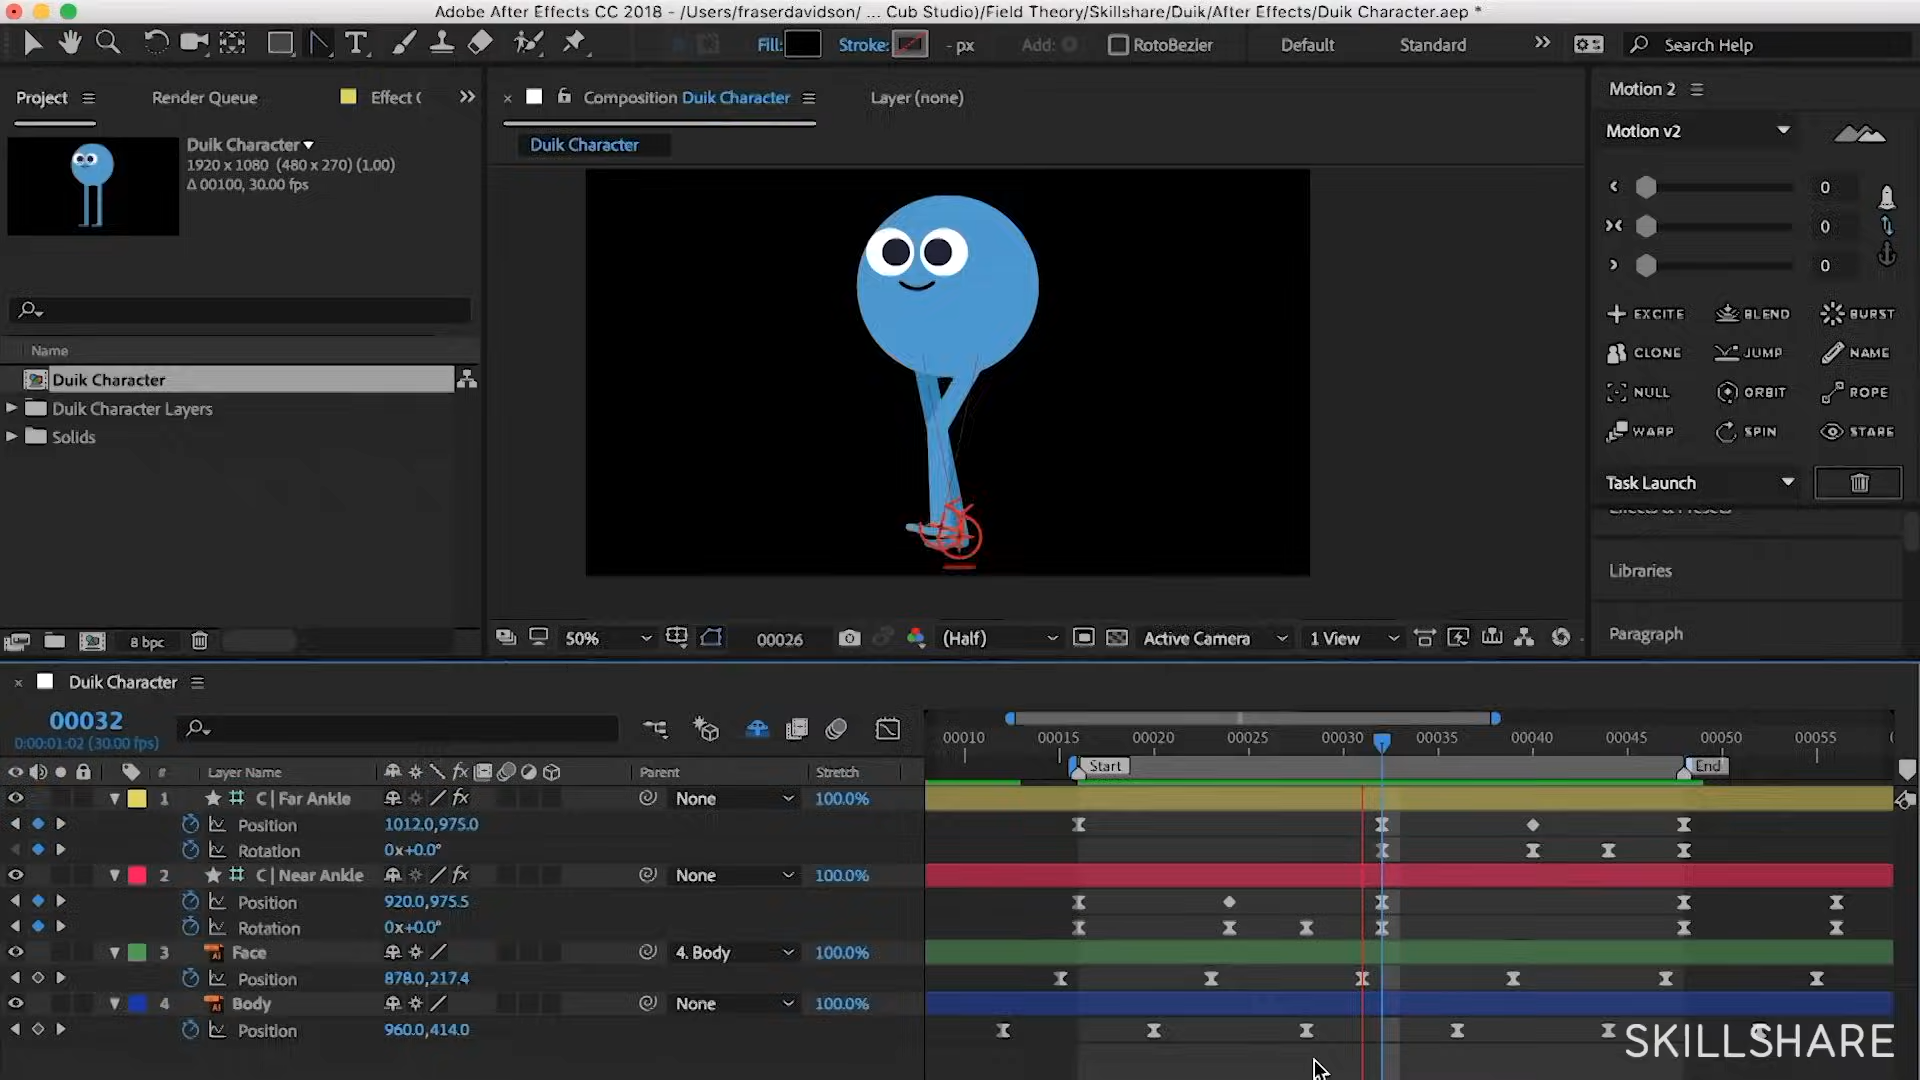 Adobe After Effects CC 2018 - /Users/fraserdavidson/ ... Cub Studio)/Field Theory/Skillshare/Duik/After Effects/Duik Character.aep *
Fill: Stroke: - px Add: RotoBezier Default Standard Search Help
Project Render Queue Effect C
Composition Duik Character Layer (none)
Motion 2
Duik Character
1920 x 1080 (480 x 270) (1.00)
Δ 00100, 30.00 fps
Duik Character
Motion v2
0
0
0
EXCITE BLEND BURST
CLONE JUMP NAME
NULL ORBIT ROPE
WARP SPIN STARE
Task Launch
Effects & Presets
Libraries
Paragraph
Name
Duik Character
Duik Character Layers
Solids
8 bpc
50% 00026 (Half) Active Camera 1 View
Duik Character
00032
0:00:01:02 (30.00 fps)
00010 00015 00020 00025 00030 00035 00040 00045 00050 00055
Start End
# Layer Name fx Parent Stretch
1 C | Far Ankle fx None 100.0%
Position 1012.0,975.0
Rotation 0x+0.0°
2 C | Near Ankle fx None 100.0%
Position 920.0,975.5
Rotation 0x+0.0°
3 Ai Face 4. Body 100.0%
Position 878.0,217.4
4 Ai Body None 100.0%
Position 960.0,414.0
SKILLSHARE